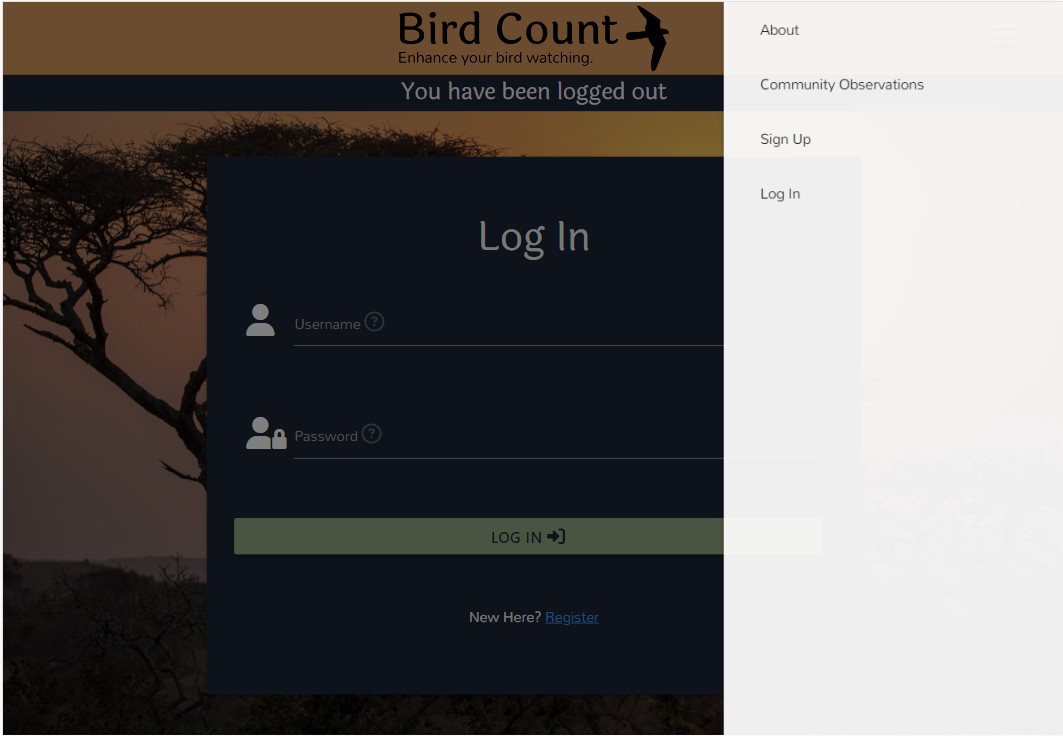 Bird Count
Enhance your bird watching.
You have been logged out
About
Community Observations
Sign Up
Log In
Log In
Username ?
Password ?
LOG IN
New Here? Register